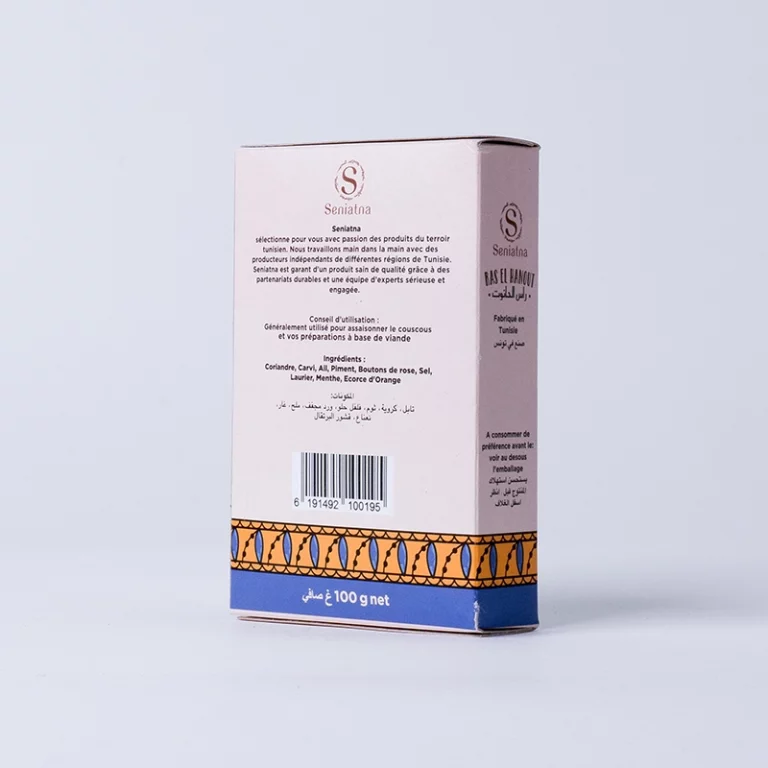 S
Seniatna
Seniatna
sélectionne pour vous avec passion des produits du terroir
tunisien. Nous travaillons main dans la main avec des
producteurs indépendants de différentes régions de Tunisie.
Seniatna est garant d'un produit sain de qualité grâce à des
partenariats durables et une équipe d'experts sérieuse et
engagée.
Conseil d'utilisation :
Généralement utilisé pour assaisonner le couscous
et vos préparations à base de viande
Ingrédients :
Coriandre, Carvi, Ail, Piment, Boutons de rose, Sel,
Laurier, Menthe, Ecorce d'Orange
المكونات:
تابل، كروية، ثوم، فلفل حلو، ورد مجفف، ملح، غار،
نعناع، قشور البرتقال
6 191492 100195
100 g net غ صافي
S
Seniatna
RAS EL HANOUT
راس الحانوت
Fabriqué en
Tunisie
صنع في تونس
A consommer de
préférence avant le:
voir au desous
l'emballage
يستحسن استهلاك
المنتوج قبل: أنظر
أسفل الغلاف